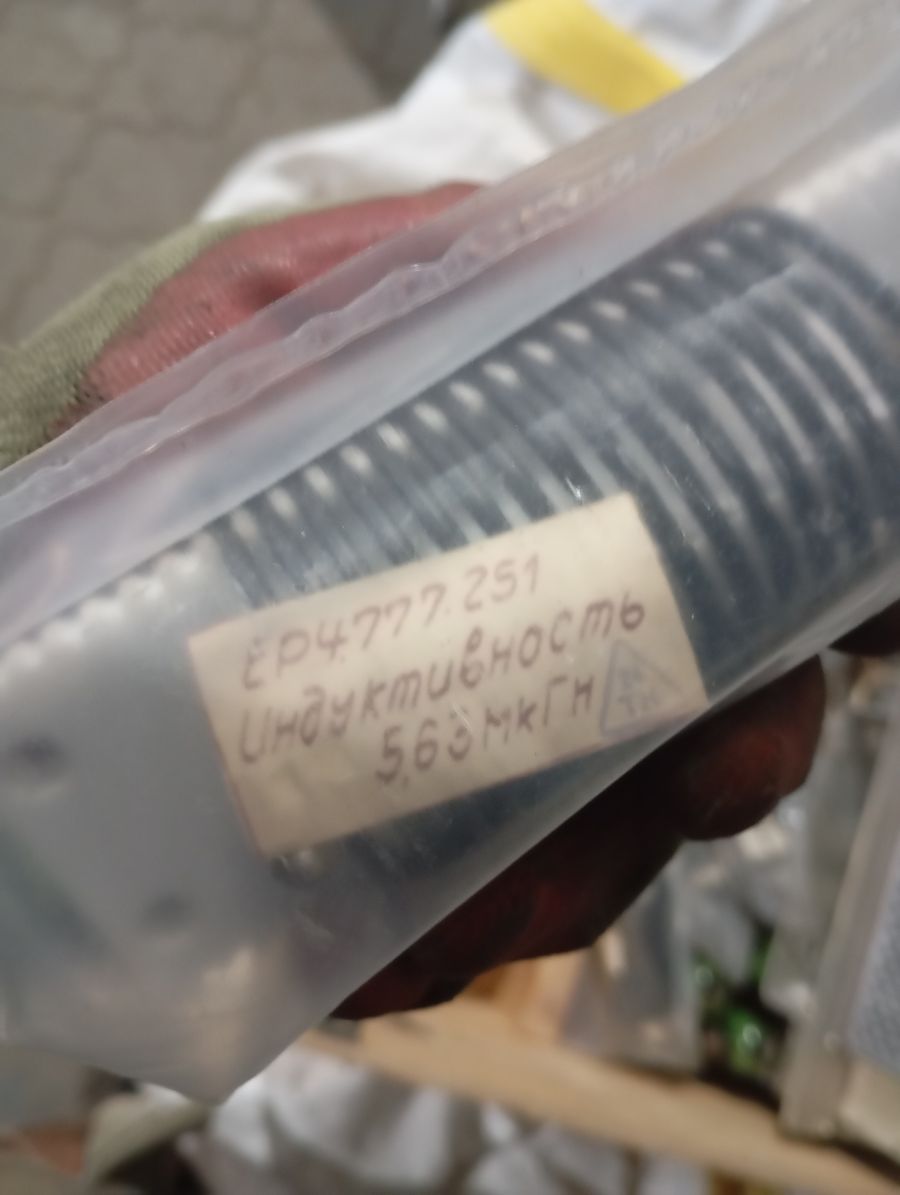 ЕР4.777.251
Индуктивность
5,63 мкГн